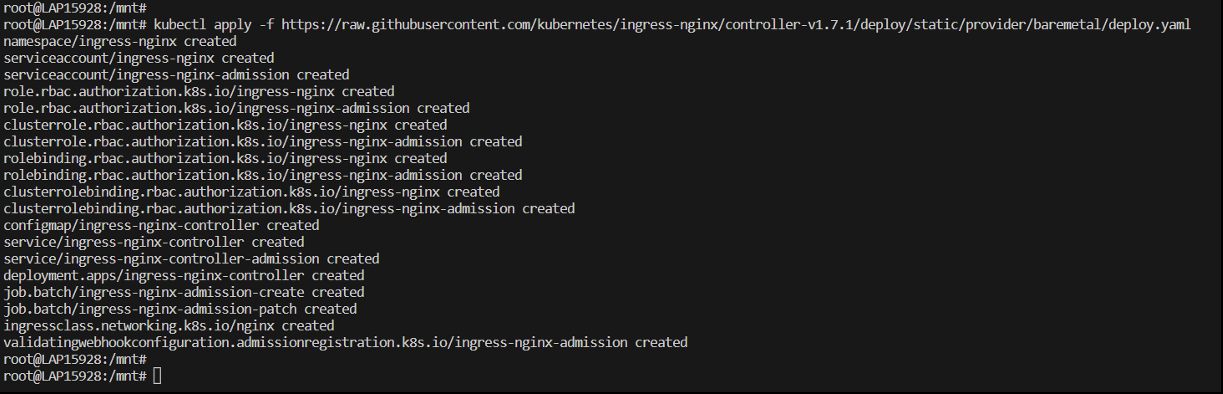 root@LAP15928:/mnt#
root@LAP15928:/mnt# kubectl apply -f https://raw.githubusercontent.com/kubernetes/ingress-nginx/controller-v1.7.1/deploy/static/provider/baremetal/deploy.yaml
namespace/ingress-nginx created
serviceaccount/ingress-nginx created
serviceaccount/ingress-nginx-admission created
role.rbac.authorization.k8s.io/ingress-nginx created
role.rbac.authorization.k8s.io/ingress-nginx-admission created
clusterrole.rbac.authorization.k8s.io/ingress-nginx created
clusterrole.rbac.authorization.k8s.io/ingress-nginx-admission created
rolebinding.rbac.authorization.k8s.io/ingress-nginx created
rolebinding.rbac.authorization.k8s.io/ingress-nginx-admission created
clusterrolebinding.rbac.authorization.k8s.io/ingress-nginx created
clusterrolebinding.rbac.authorization.k8s.io/ingress-nginx-admission created
configmap/ingress-nginx-controller created
service/ingress-nginx-controller created
service/ingress-nginx-controller-admission created
deployment.apps/ingress-nginx-controller created
job.batch/ingress-nginx-admission-create created
job.batch/ingress-nginx-admission-patch created
ingressclass.networking.k8s.io/nginx created
validatingwebhookconfiguration.admissionregistration.k8s.io/ingress-nginx-admission created
root@LAP15928:/mnt#
root@LAP15928:/mnt#